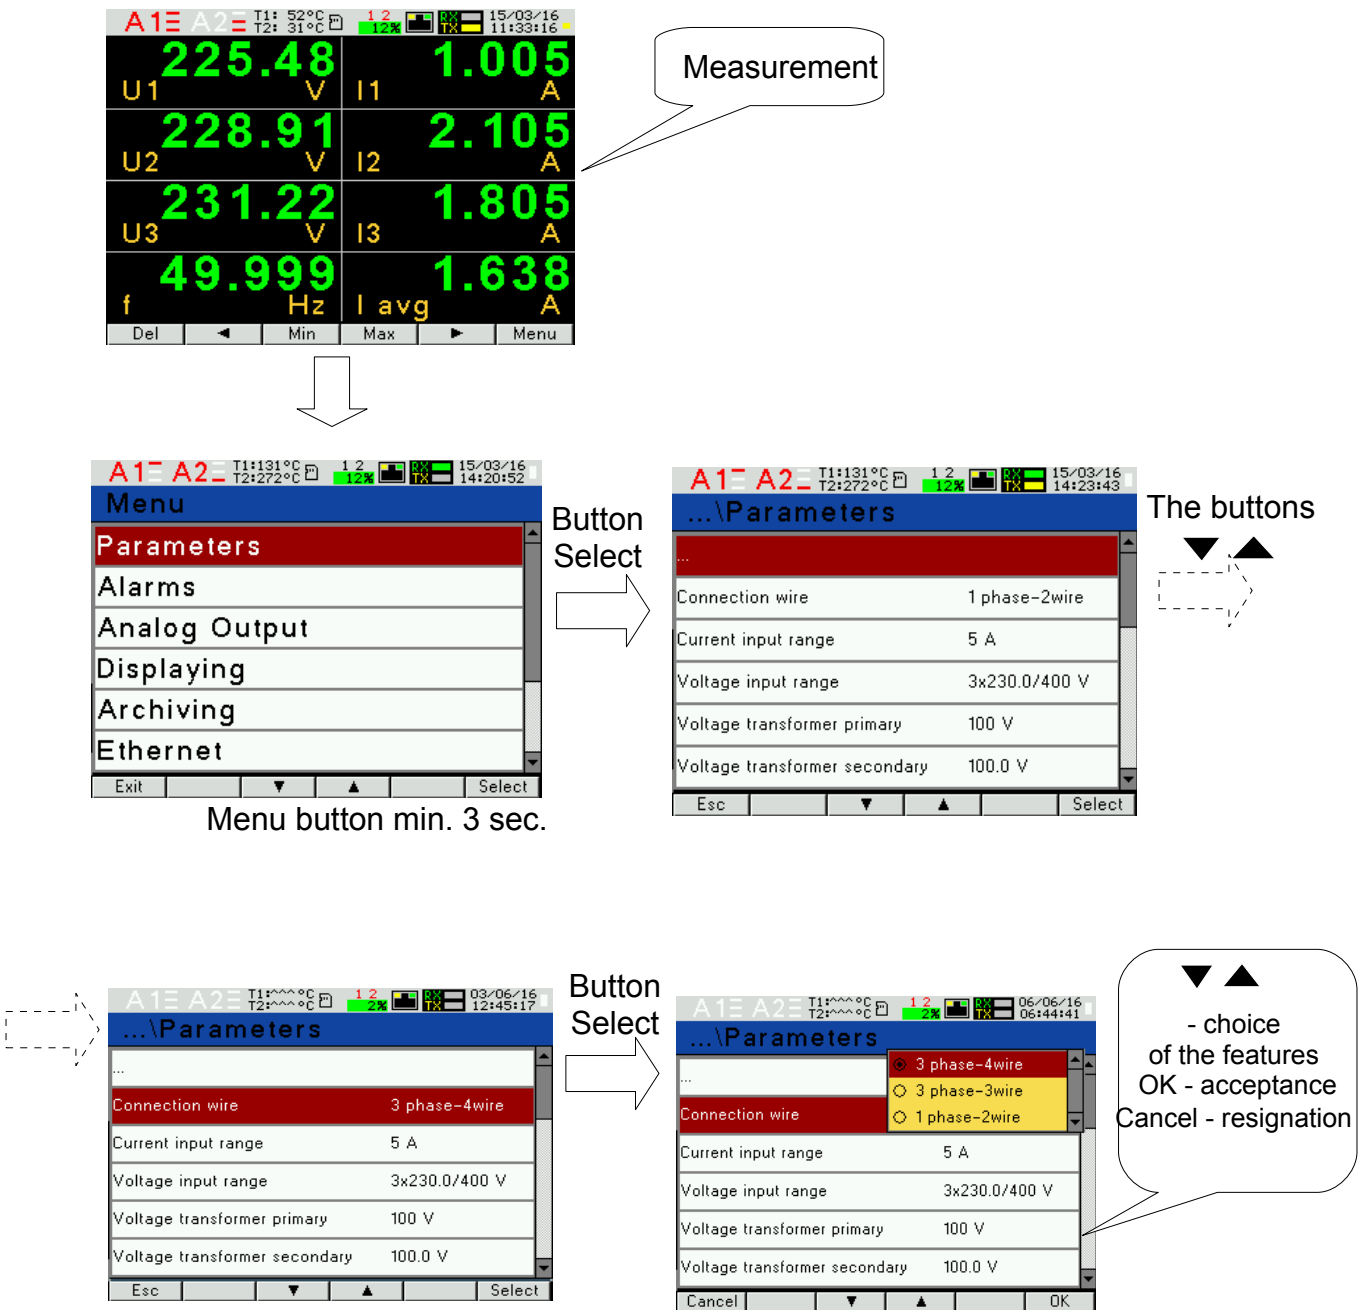 A1 A2 T1: 52°C 1 2 RX 15/03/16
T2: 31°C 12% TX 11:33:16
225.48 1.005
U1 V I1 A
228.91 2.105
U2 V I2 A
231.22 1.805
U3 V I3 A
49.999 1.638
f Hz I avg A
Del ◄ Min Max ► Menu
Measurement
A1 A2 T1:131°C 1 2 RX 15/03/16
T2:272°C 12% TX 14:20:52
Menu
Parameters
Alarms
Analog Output
Displaying
Archiving
Ethernet
Exit ▼ ▲ Select
Menu button min. 3 sec.
Button
Select
A1 A2 T1:131°C 1 2 RX 15/03/16
T2:272°C 12% TX 14:23:43
...\Parameters
...
Connection wire 1 phase-2wire
Current input range 5 A
Voltage input range 3x230.0/400 V
Voltage transformer primary 100 V
Voltage transformer secondary 100.0 V
Esc ▼ ▲ Select
The buttons
▼ ▲
A1 A2 T1:^^^°C 1 2 RX 03/06/16
T2:^^^°C 2% TX 12:45:17
...\Parameters
...
Connection wire 3 phase-4wire
Current input range 5 A
Voltage input range 3x230.0/400 V
Voltage transformer primary 100 V
Voltage transformer secondary 100.0 V
Esc ▼ ▲ Select
Button
Select
A1 A2 T1:^^^°C 1 2 RX 06/06/16
T2:^^^°C 2% TX 06:44:41
...\Parameters
...
3 phase-4wire
3 phase-3wire
1 phase-2wire
Connection wire
Current input range 5 A
Voltage input range 3x230.0/400 V
Voltage transformer primary 100 V
Voltage transformer secondary 100.0 V
Cancel ▼ ▲ OK
▼ ▲
- choice
of the features
OK - acceptance
Cancel - resignation